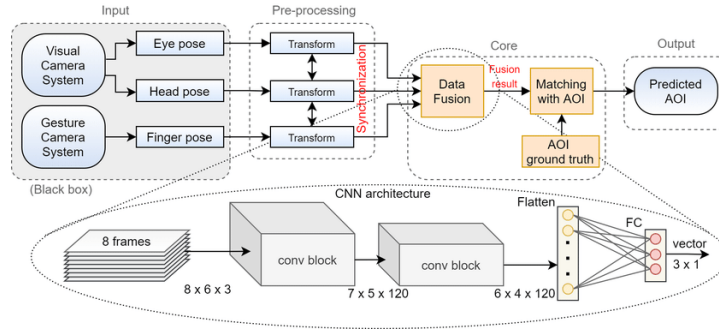 Input
Pre-processing
Core
Output
Visual
Camera
System
Eye pose
Head pose
Gesture
Camera
System
Finger pose
(Black box)
Transform
Transform
Transform
Synchronization
Data
Fusion
Fusion
result
Matching
with AOI
AOI
ground truth
Predicted
AOI
CNN architecture
8 frames
8 x 6 x 3
conv block
7 x 5 x 120
conv block
6 x 4 x 120
Flatten
FC
vector
3 x 1